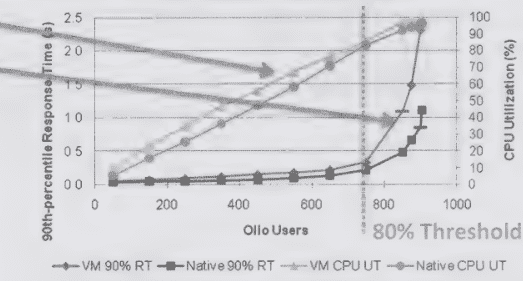 90th-percentile Response Time (s)
2.5
2.0
1.5
1.0
0.5
0.0
0
200
400
600
800
1000
Olio Users
100
90
80
70
60
50
40
30
20
10
0
CPU Utilization (%)
80% Threshold
VM 90% RT
Native 90% RT
VM CPU UT
Native CPU UT